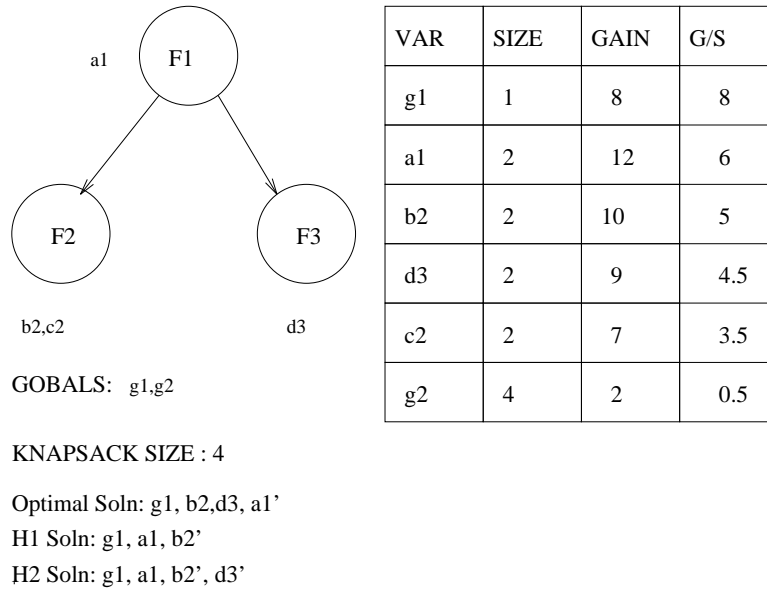 F1
a1
F2
F3
b2,c2
d3
GOBALS: g1,g2
KNAPSACK SIZE : 4
Optimal Soln: g1, b2,d3, a1’
H1 Soln: g1, a1, b2’
H2 Soln: g1, a1, b2’, d3’
VAR SIZE GAIN G/S
g1 1 8 8
a1 2 12 6
b2 2 10 5
d3 2 9 4.5
c2 2 7 3.5
g2 4 2 0.5